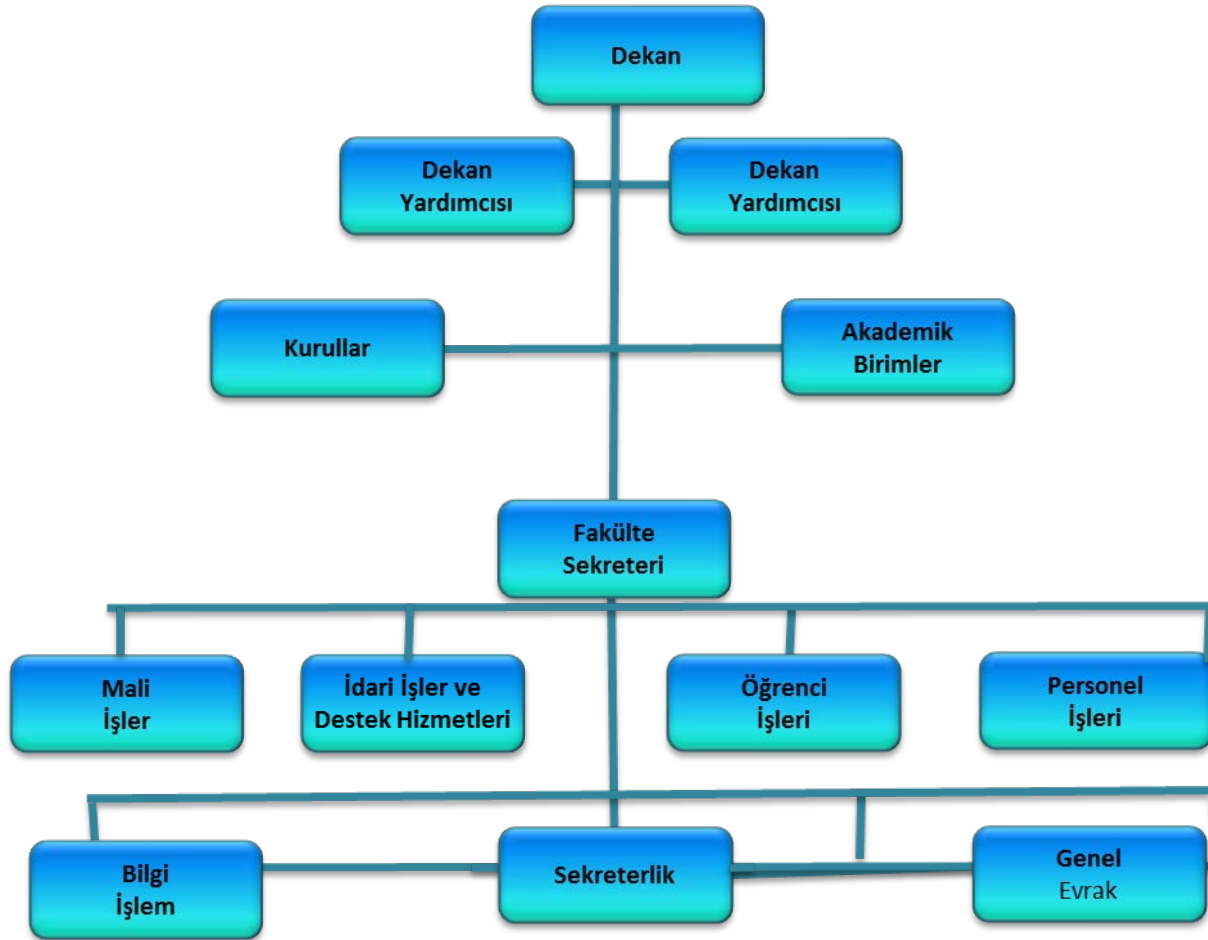 Dekan
Dekan
Yardımcısı
Dekan
Yardımcısı
Kurullar
Akademik
Birimler
Fakülte
Sekreteri
Mali
İşler
İdari İşler ve
Destek Hizmetleri
Öğrenci
İşleri
Personel
İşleri
Bilgi
İşlem
Sekreterlik
Genel
Evrak